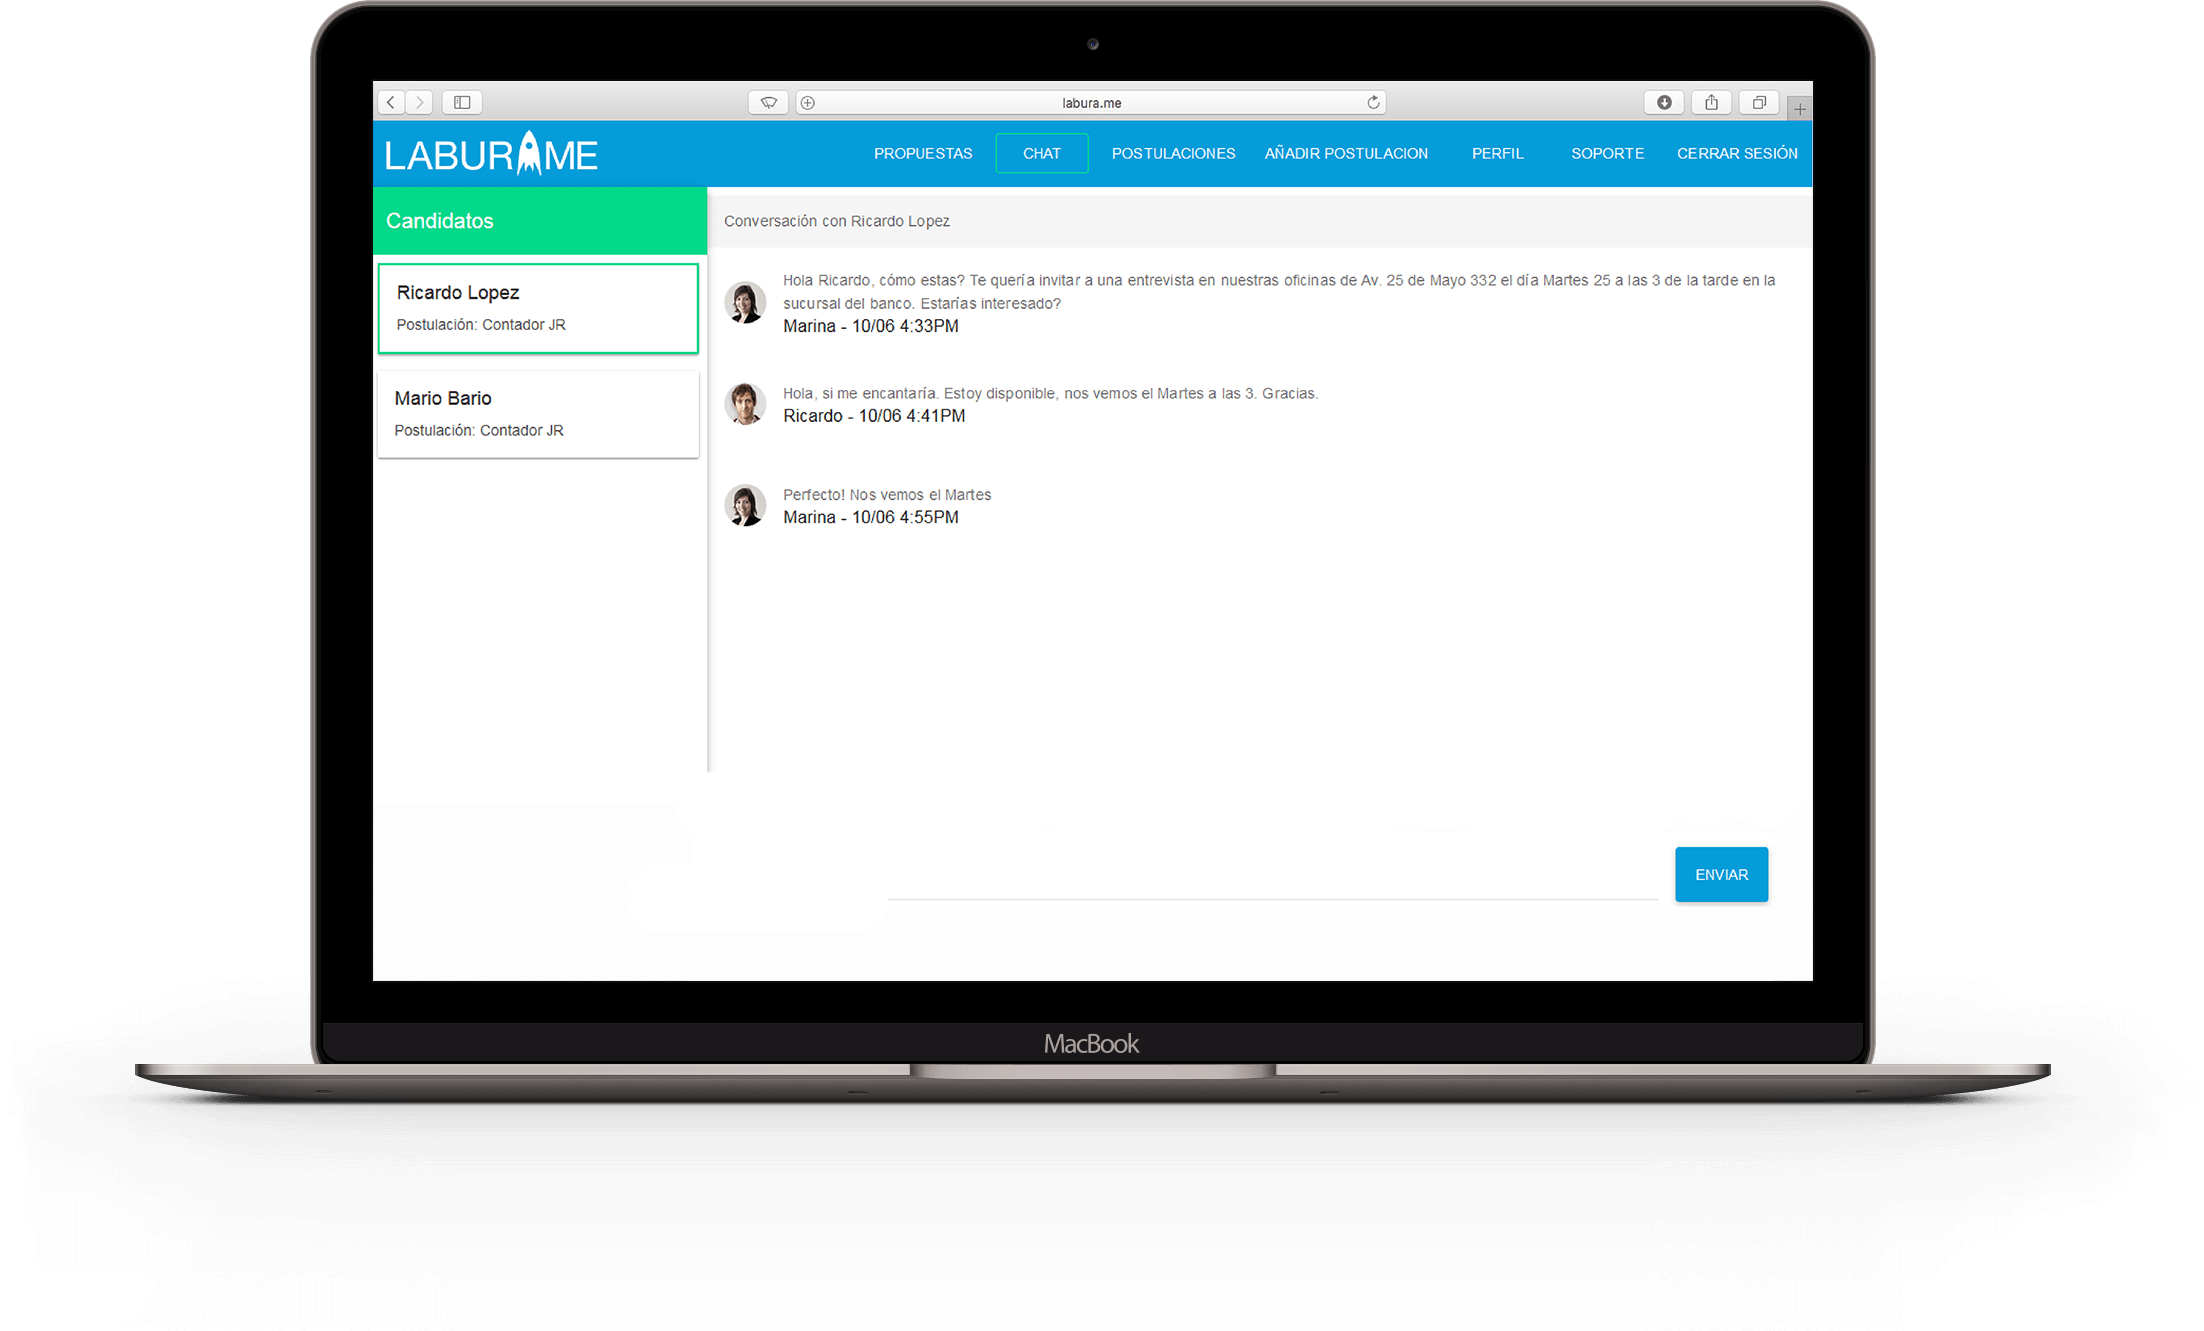 labura.me
LABURAME
PROPUESTAS CHAT POSTULACIONES AÑADIR POSTULACION PERFIL SOPORTE CERRAR SESIÓN
Candidatos
Ricardo Lopez
Postulación: Contador JR
Mario Bario
Postulación: Contador JR
Conversación con Ricardo Lopez
Hola Ricardo, cómo estas? Te quería invitar a una entrevista en nuestras oficinas de Av. 25 de Mayo 332 el día Martes 25 a las 3 de la tarde en la
sucursal del banco. Estarías interesado?
Marina - 10/06 4:33PM
Hola, si me encantaría. Estoy disponible, nos vemos el Martes a las 3. Gracias.
Ricardo - 10/06 4:41PM
Perfecto! Nos vemos el Martes
Marina - 10/06 4:55PM
ENVIAR
MacBook